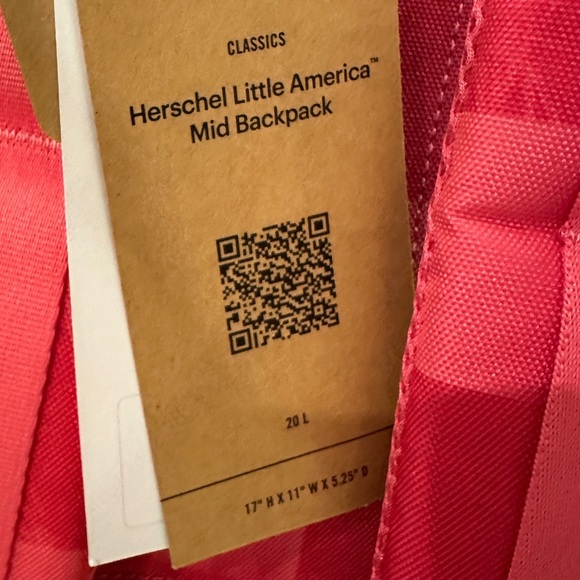 CLASSICS
Herschel Little America™
Mid Backpack
20 L
17" H X 11" W X 5.25" D